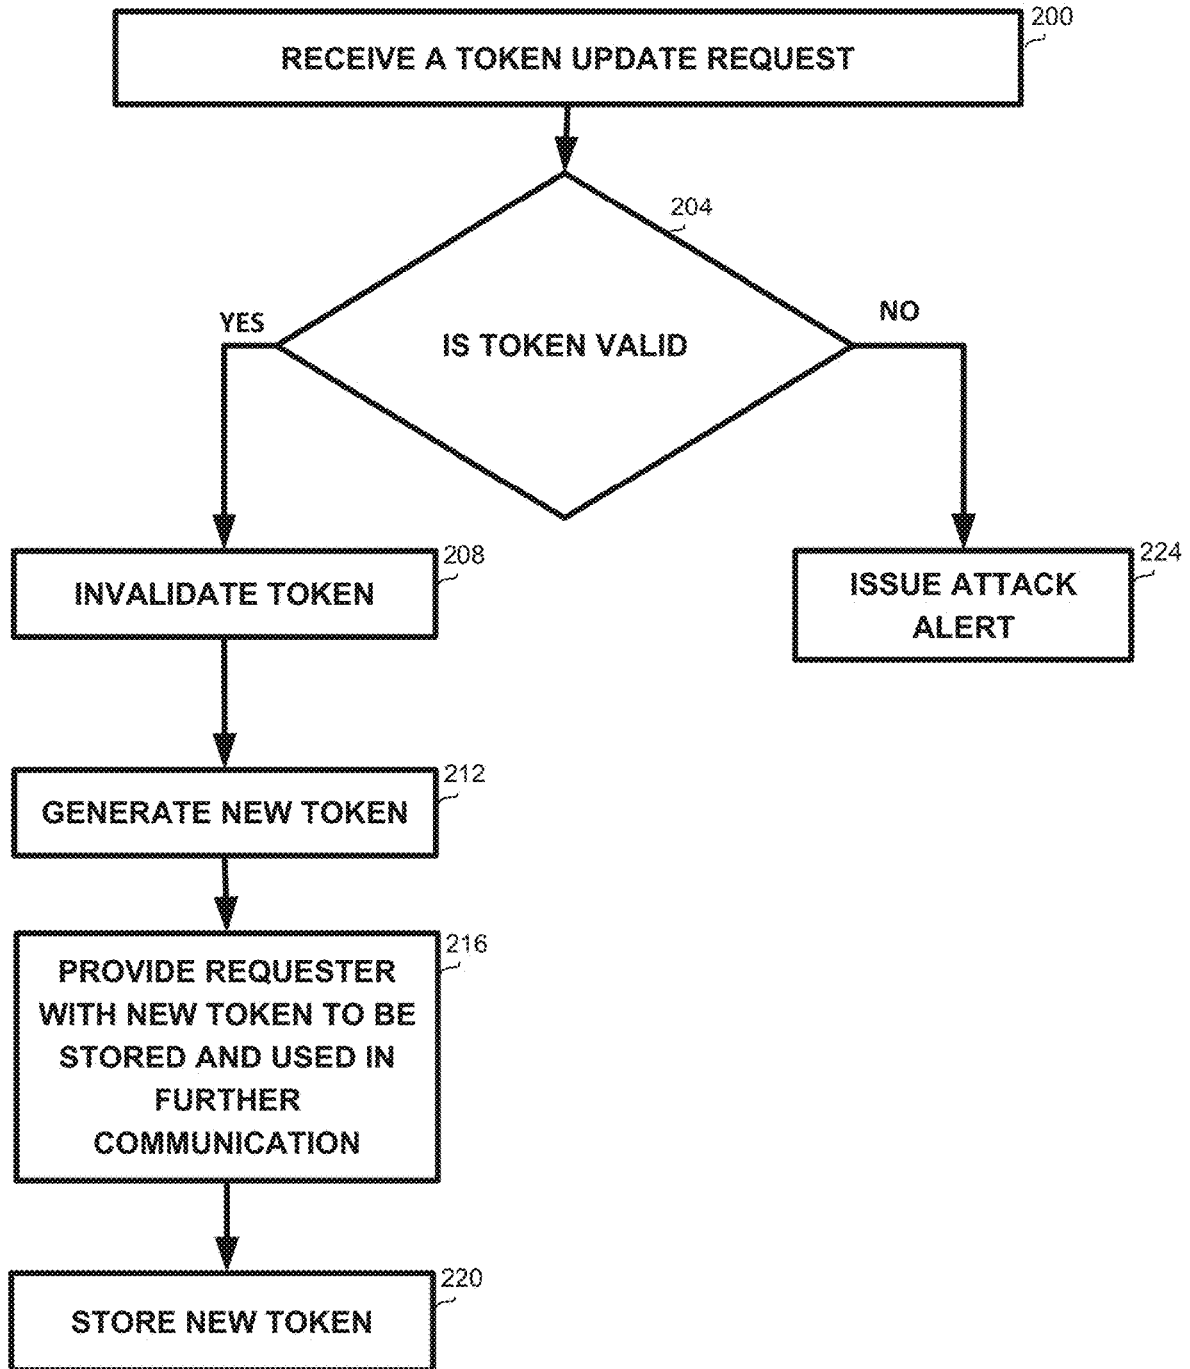 200
RECEIVE A TOKEN UPDATE REQUEST
204
YES
NO
IS TOKEN VALID
208
INVALIDATE TOKEN
224
ISSUE ATTACK
ALERT
212
GENERATE NEW TOKEN
216
PROVIDE REQUESTER
WITH NEW TOKEN TO BE
STORED AND USED IN
FURTHER
COMMUNICATION
220
STORE NEW TOKEN